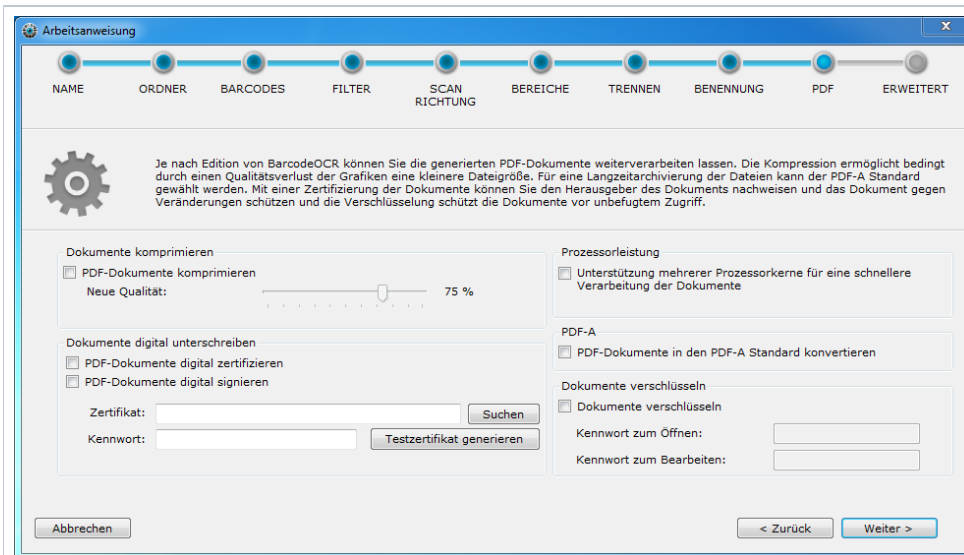 Arbeitsanweisung
x
NAME
ORDNER
BARCODES
FILTER
SCAN
RICHTUNG
BEREICHE
TRENNEN
BENENNUNG
PDF
ERWEITERT
Je nach Edition von BarcodeOCR können Sie die generierten PDF-Dokumente weiterverarbeiten lassen. Die Kompression ermöglicht bedingt
durch einen Qualitätsverlust der Grafiken eine kleinere Dateigröße. Für eine Langzeitarchivierung der Dateien kann der PDF-A Standard
gewählt werden. Mit einer Zertifizierung der Dokumente können Sie den Herausgeber des Dokuments nachweisen und das Dokument gegen
Veränderungen schützen und die Verschlüsselung schützt die Dokumente vor unbefugtem Zugriff.
Dokumente komprimieren
PDF-Dokumente komprimieren
Neue Qualität:
75 %
Dokumente digital unterschreiben
PDF-Dokumente digital zertifizieren
PDF-Dokumente digital signieren
Zertifikat:
Suchen
Kennwort:
Testzertifikat generieren
Prozessorleistung
Unterstützung mehrerer Prozessorkerne für eine schnellere
Verarbeitung der Dokumente
PDF-A
PDF-Dokumente in den PDF-A Standard konvertieren
Dokumente verschlüsseln
Dokumente verschlüsseln
Kennwort zum Öffnen:
Kennwort zum Bearbeiten:
Abbrechen
< Zurück
Weiter >